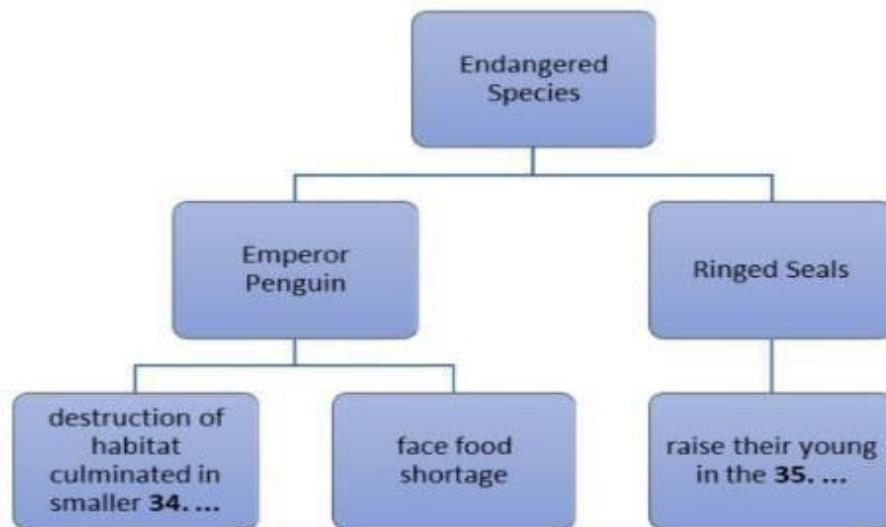 Endangered
Species
Emperor
Penguin
Ringed Seals
destruction of
habitat
culminated in
smaller 34. ...
face food
shortage
raise their young
in the 35. ...